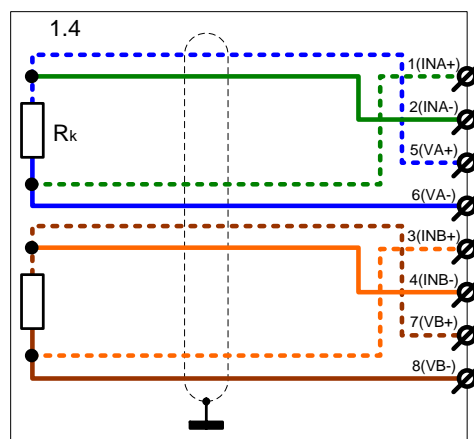 1.4
1(INA+)
2(INA-)
Rk
5(VA+)
6(VA-)
3(INB+)
4(INB-)
7(VB+)
8(VB-)